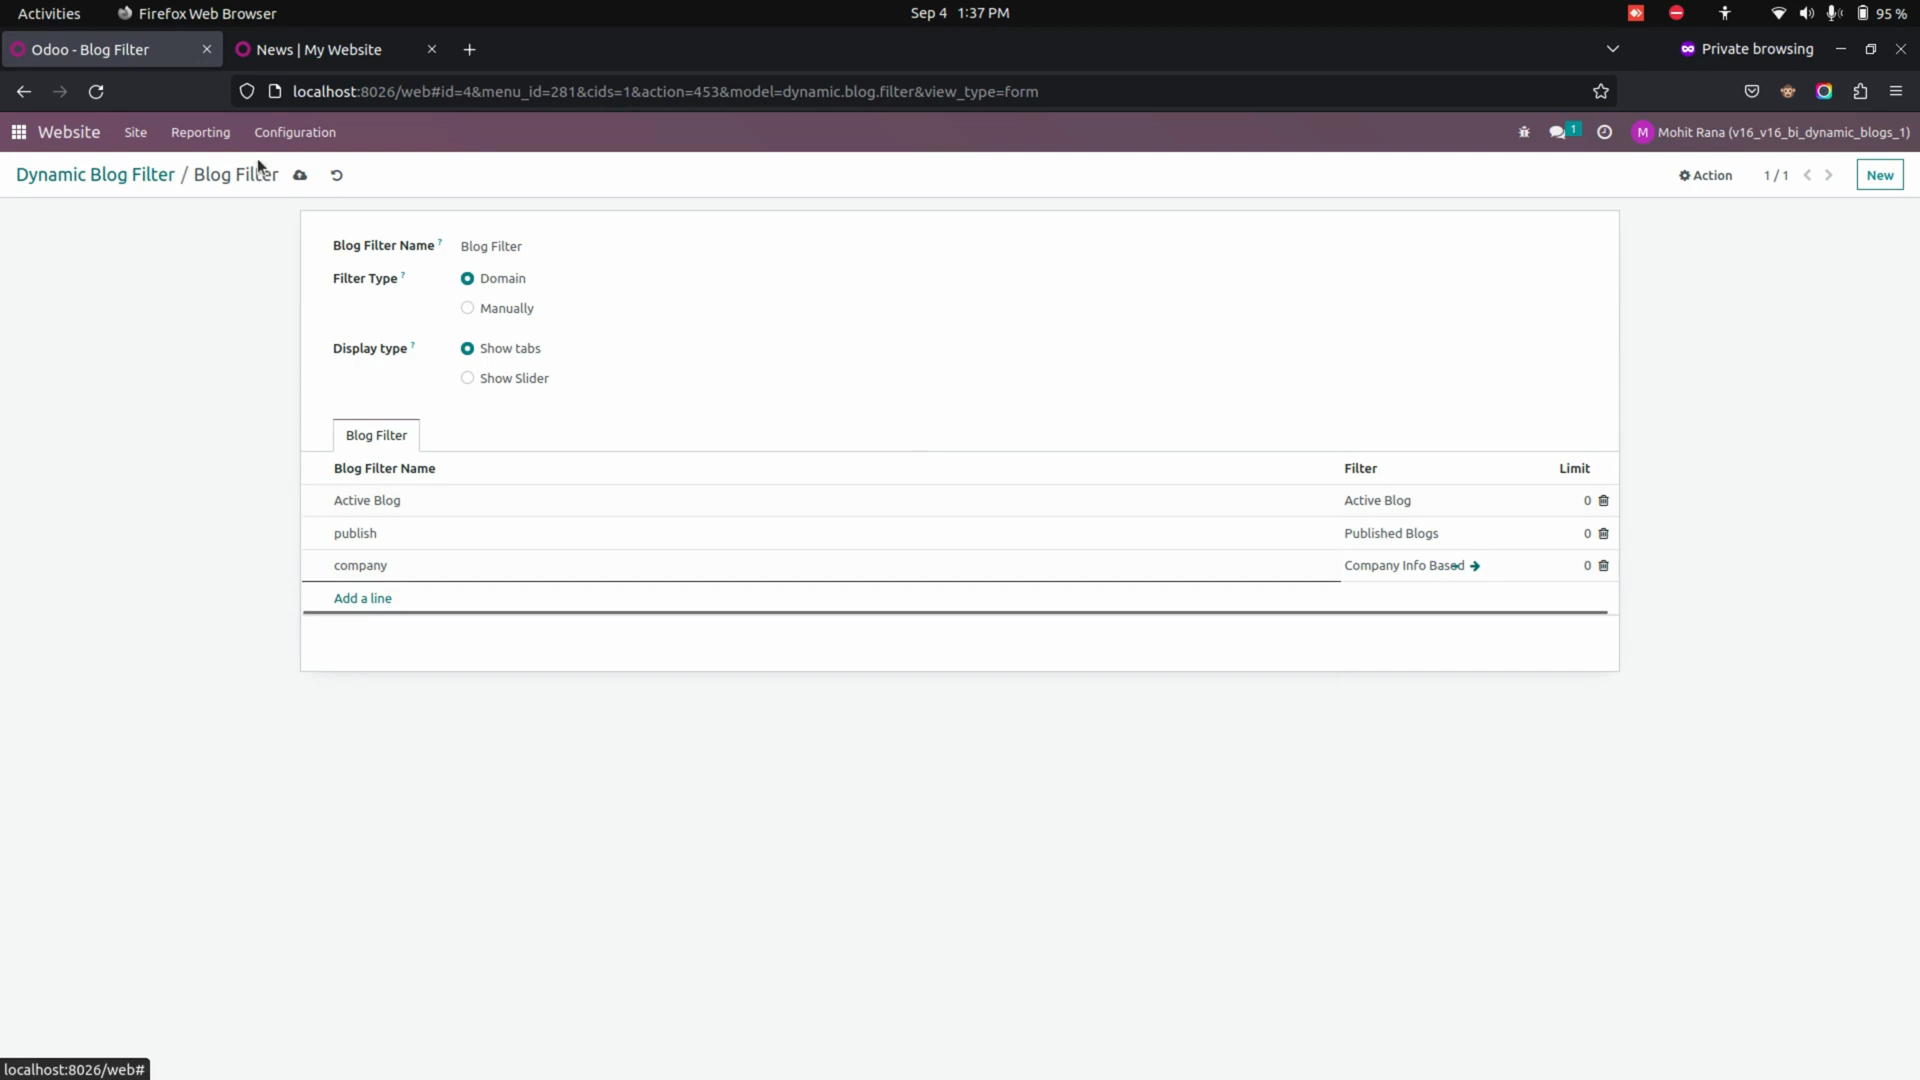 Activities Firefox Web Browser Sep 4 1:37 PM 95 %
Odoo - Blog Filter News | My Website Private browsing
localhost:8026/web#id=4&menu_id=281&cids=1&action=453&model=dynamic.blog.filter&view_type=form
Website Site Reporting Configuration 1 M Mohit Rana (v16_v16_bi_dynamic_blogs_1)
Dynamic Blog Filter / Blog Filter Action 1 / 1 New
Blog Filter Name ? Blog Filter
Filter Type ? Domain
Manually
Display type ? Show tabs
Show Slider
Blog Filter
Blog Filter Name Filter Limit
Active Blog Active Blog 0
publish Published Blogs 0
company Company Info Based 0
Add a line
localhost:8026/web#